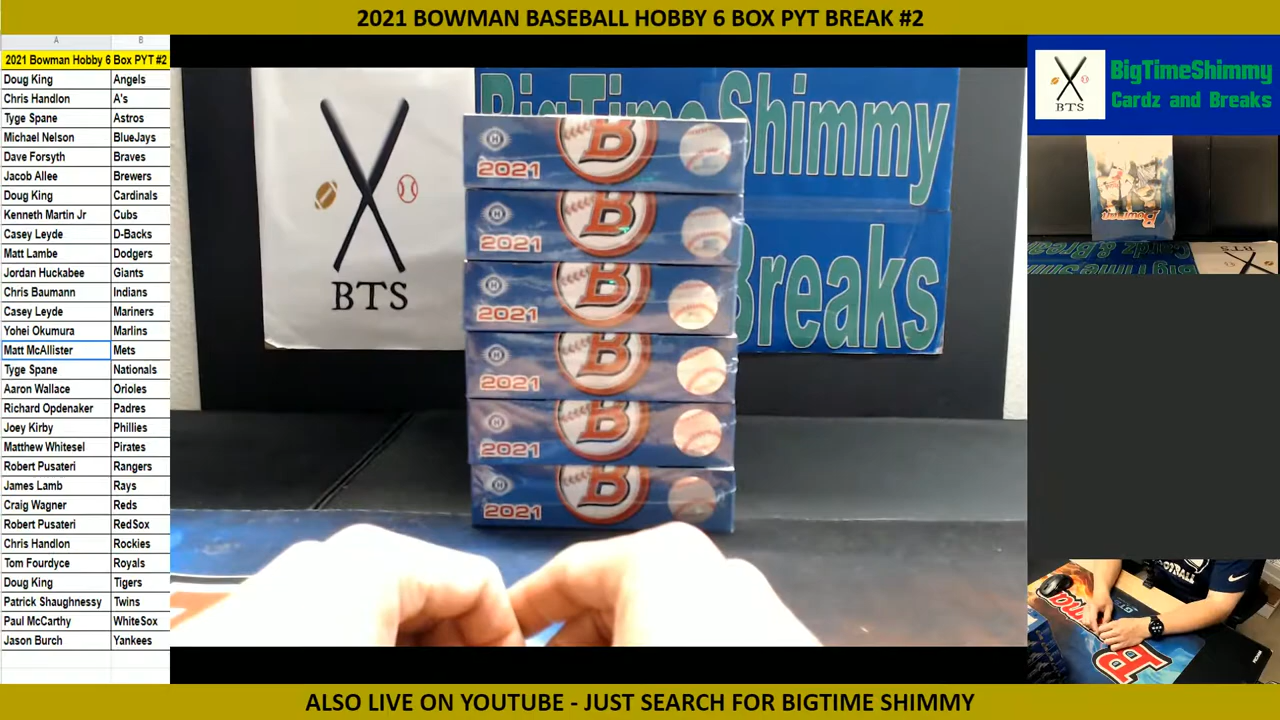 2021 BOWMAN BASEBALL HOBBY 6 BOX PYT BREAK #2
A B
2021 Bowman Hobby 6 Box PYT #2
Doug King Angels
Chris Handlon A's
Tyge Spane Astros
Michael Nelson BlueJays
Dave Forsyth Braves
Jacob Allee Brewers
Doug King Cardinals
Kenneth Martin Jr Cubs
Casey Leyde D-Backs
Matt Lambe Dodgers
Jordan Huckabee Giants
Chris Baumann Indians
Casey Leyde Mariners
Yohei Okumura Marlins
Matt McAllister Mets
Tyge Spane Nationals
Aaron Wallace Orioles
Richard Opdenaker Padres
Joey Kirby Phillies
Matthew Whitesel Pirates
Robert Pusateri Rangers
James Lamb Rays
Craig Wagner Reds
Robert Pusateri RedSox
Chris Handlon Rockies
Tom Fourdyce Royals
Doug King Tigers
Patrick Shaughnessy Twins
Paul McCarthy WhiteSox
Jason Burch Yankees
BTS
BigTimeShimmy
Breaks
H 2021 B
H 2021 B
H 2021 B
H 2021 B
H 2021 B
H 2021 B
BTS
BigTimeShimmy
Cardz and Breaks
Bowman
Cardz & Breaks
FOOTBALL
B
ALSO LIVE ON YOUTUBE - JUST SEARCH FOR BIGTIME SHIMMY